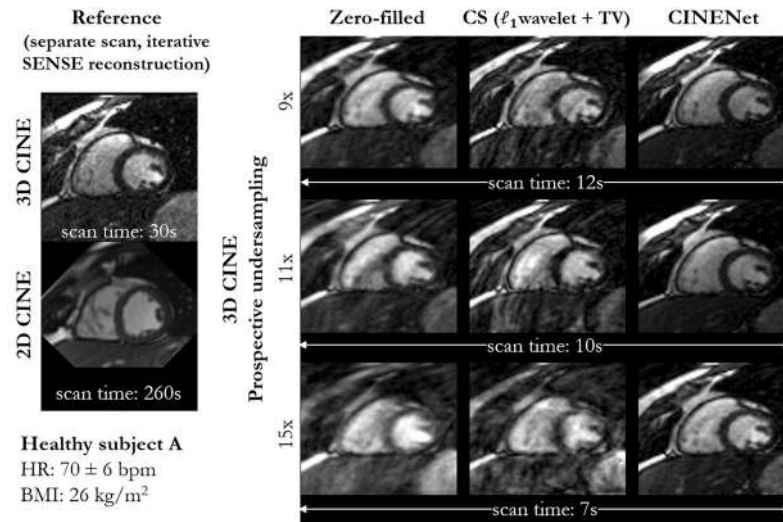 Reference
(separate scan, iterative
SENSE reconstruction)
3D CINE
scan time: 30s
2D CINE
scan time: 260s
Healthy subject A
HR: 70 ± 6 bpm
BMI: 26 kg/m²
Zero-filled
CS (ℓ₁ wavelet + TV)
CINENet
3D CINE
Prospective undersampling
9x
scan time: 12s
11x
scan time: 10s
15x
scan time: 7s